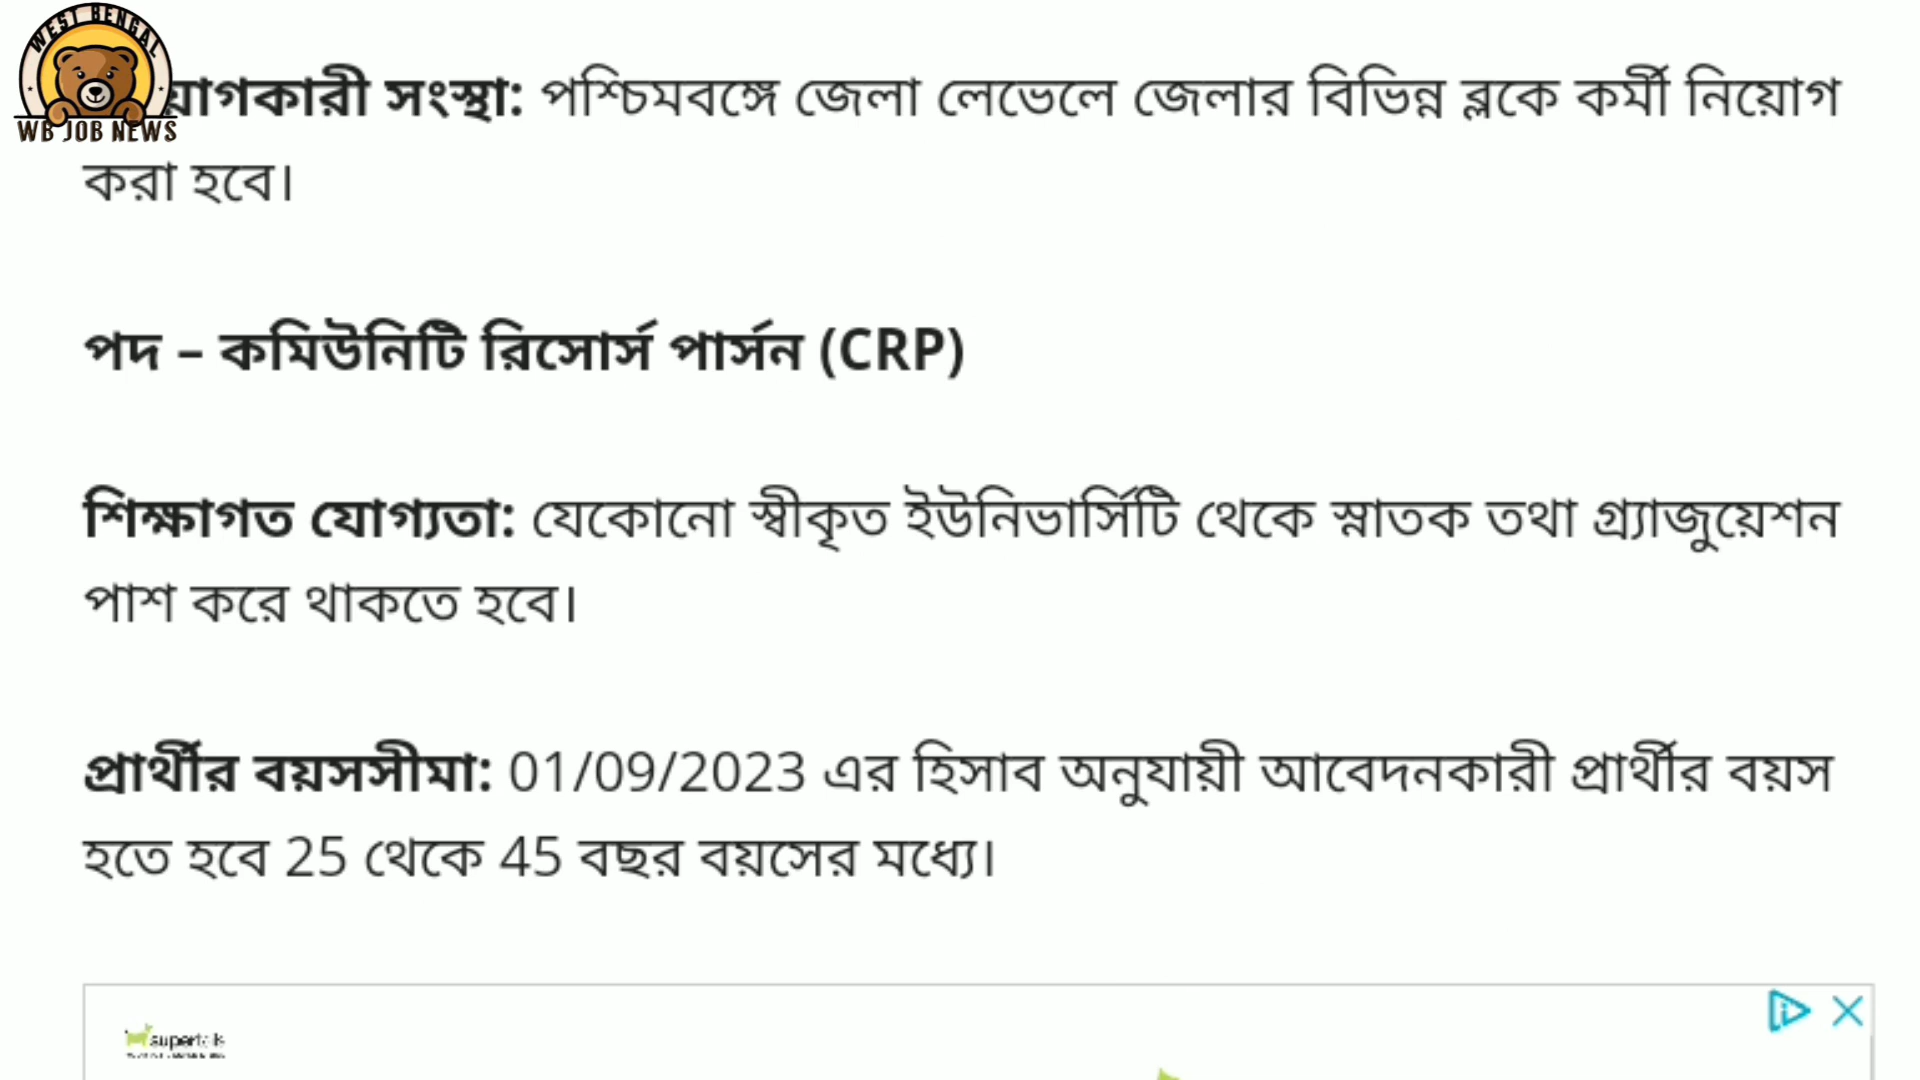 WEST BENGAL
WB JOB NEWS
য়োগকারী সংস্থা: পশ্চিমবঙ্গে জেলা লেভেলে জেলার বিভিন্ন ব্লকে কর্মী নিয়োগ
করা হবে।
পদ – কমিউনিটি রিসোর্স পার্সন (CRP)
শিক্ষাগত যোগ্যতা: যেকোনো স্বীকৃত ইউনিভার্সিটি থেকে স্নাতক তথা গ্র্যাজুয়েশন
পাশ করে থাকতে হবে।
প্রার্থীর বয়সসীমা: 01/09/2023 এর হিসাব অনুযায়ী আবেদনকারী প্রার্থীর বয়স
হতে হবে 25 থেকে 45 বছর বয়সের মধ্যে।
supertails